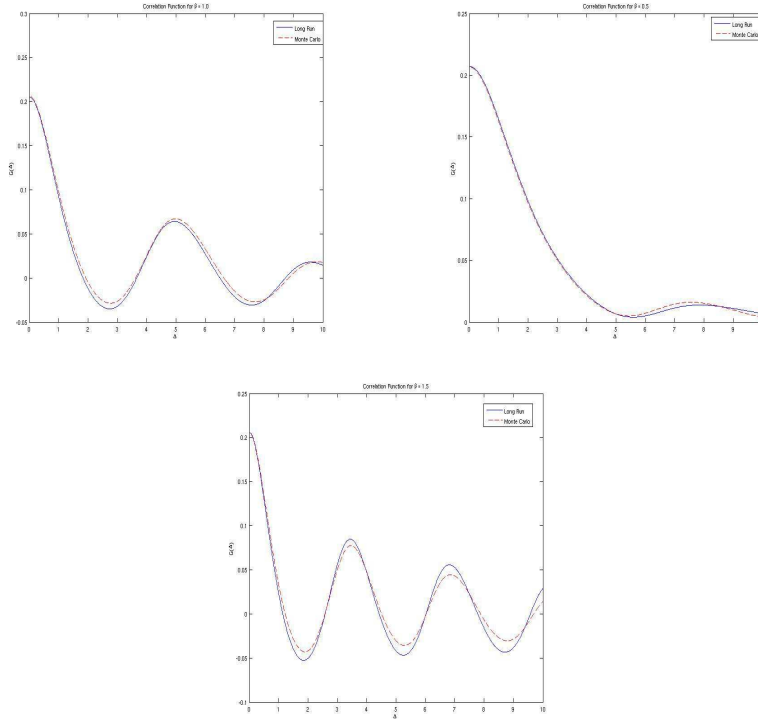 Correlation Function for β = 1.0
Long Run
Monte Carlo
G(Δ)
0.3
0.25
0.2
0.15
0.1
0.05
0
-0.05
0 1 2 3 4 5 6 7 8 9 10
Δ
Correlation Function for β = 0.5
Long Run
Monte Carlo
G(Δ)
0.25
0.2
0.15
0.1
0.05
0
0 1 2 3 4 5 6 7 8 9
Δ
Correlation Function for β = 1.5
Long Run
Monte Carlo
G(Δ)
0.25
0.2
0.15
0.1
0.05
0
-0.05
-0.1
0 1 2 3 4 5 6 7 8 9 10
Δ